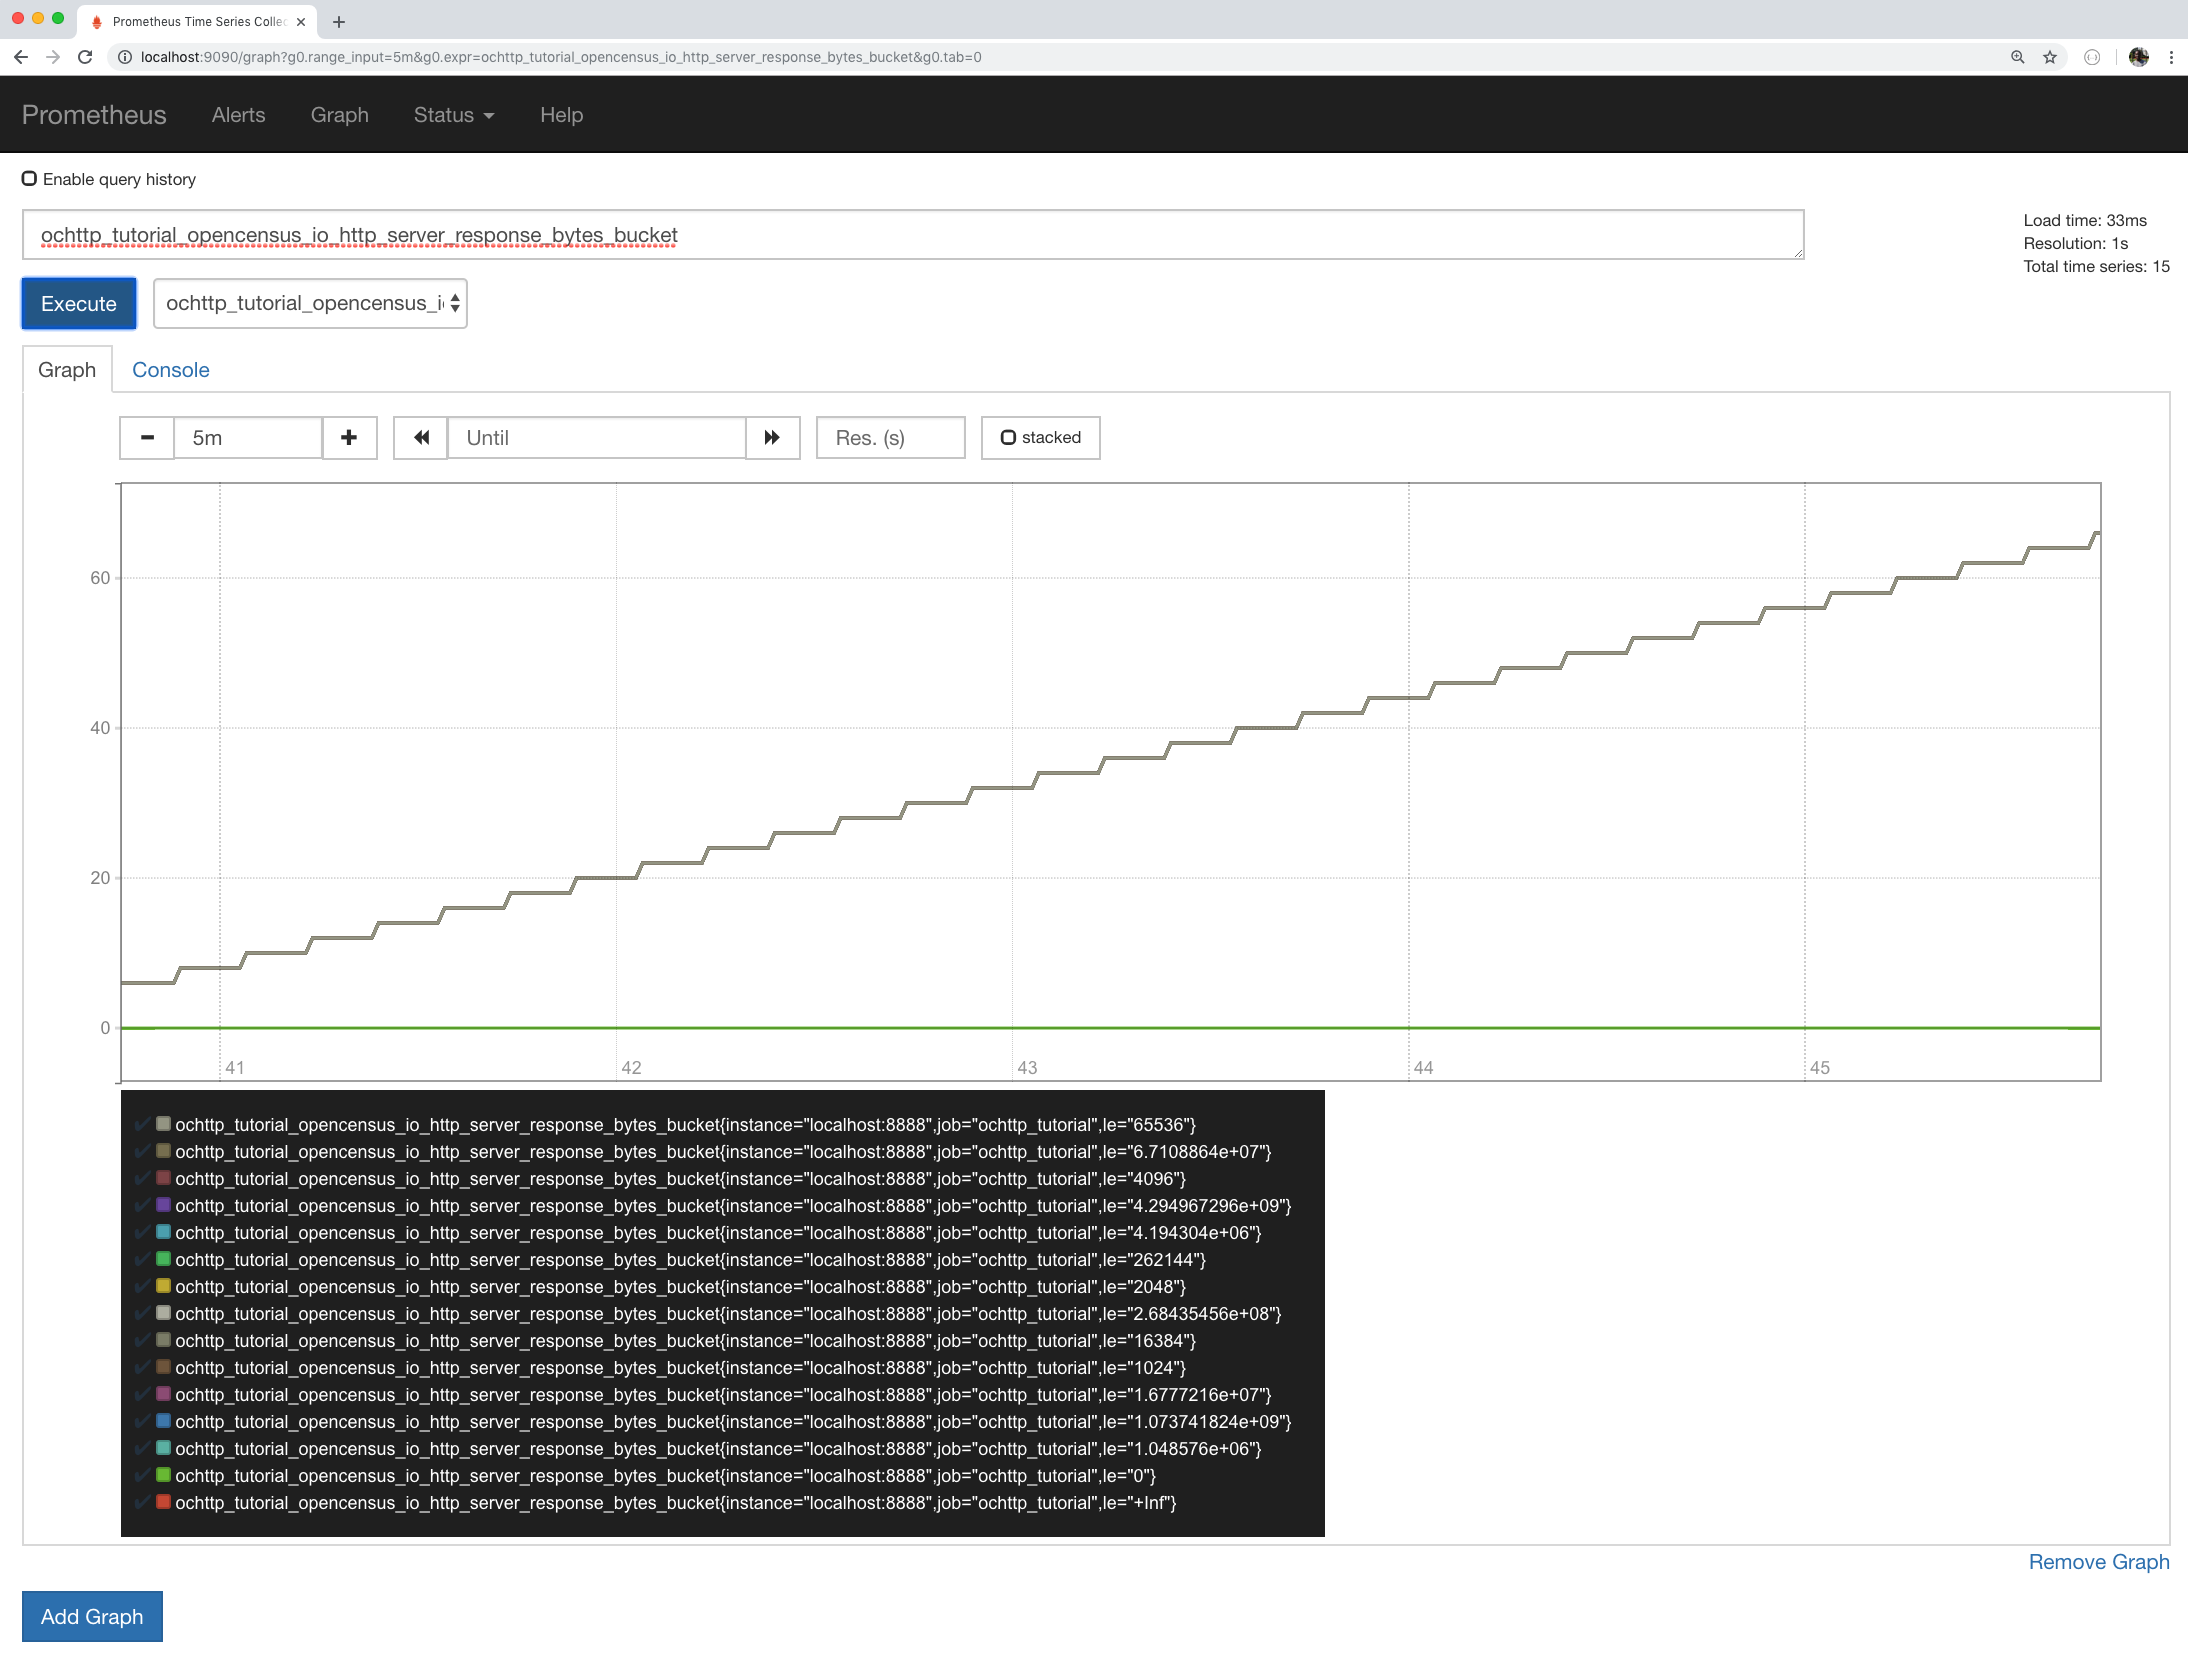 Prometheus Time Series Collec
localhost:9090/graph?g0.range_input=5m&g0.expr=ochttp_tutorial_opencensus_io_http_server_response_bytes_bucket&g0.tab=0
Prometheus Alerts Graph Status Help
Enable query history
ochttp_tutorial_opencensus_io_http_server_response_bytes_bucket
Load time: 33ms
Resolution: 1s
Total time series: 15
Execute ochttp_tutorial_opencensus_i
Graph Console
5m Until Res. (s) stacked
60
40
20
0
41 42 43 44 45
ochttp_tutorial_opencensus_io_http_server_response_bytes_bucket{instance="localhost:8888",job="ochttp_tutorial",le="65536"}
ochttp_tutorial_opencensus_io_http_server_response_bytes_bucket{instance="localhost:8888",job="ochttp_tutorial",le="6.7108864e+07"}
ochttp_tutorial_opencensus_io_http_server_response_bytes_bucket{instance="localhost:8888",job="ochttp_tutorial",le="4096"}
ochttp_tutorial_opencensus_io_http_server_response_bytes_bucket{instance="localhost:8888",job="ochttp_tutorial",le="4.294967296e+09"}
ochttp_tutorial_opencensus_io_http_server_response_bytes_bucket{instance="localhost:8888",job="ochttp_tutorial",le="4.194304e+06"}
ochttp_tutorial_opencensus_io_http_server_response_bytes_bucket{instance="localhost:8888",job="ochttp_tutorial",le="262144"}
ochttp_tutorial_opencensus_io_http_server_response_bytes_bucket{instance="localhost:8888",job="ochttp_tutorial",le="2048"}
ochttp_tutorial_opencensus_io_http_server_response_bytes_bucket{instance="localhost:8888",job="ochttp_tutorial",le="2.68435456e+08"}
ochttp_tutorial_opencensus_io_http_server_response_bytes_bucket{instance="localhost:8888",job="ochttp_tutorial",le="16384"}
ochttp_tutorial_opencensus_io_http_server_response_bytes_bucket{instance="localhost:8888",job="ochttp_tutorial",le="1024"}
ochttp_tutorial_opencensus_io_http_server_response_bytes_bucket{instance="localhost:8888",job="ochttp_tutorial",le="1.6777216e+07"}
ochttp_tutorial_opencensus_io_http_server_response_bytes_bucket{instance="localhost:8888",job="ochttp_tutorial",le="1.073741824e+09"}
ochttp_tutorial_opencensus_io_http_server_response_bytes_bucket{instance="localhost:8888",job="ochttp_tutorial",le="1.048576e+06"}
ochttp_tutorial_opencensus_io_http_server_response_bytes_bucket{instance="localhost:8888",job="ochttp_tutorial",le="0"}
ochttp_tutorial_opencensus_io_http_server_response_bytes_bucket{instance="localhost:8888",job="ochttp_tutorial",le="+Inf"}
Remove Graph
Add Graph